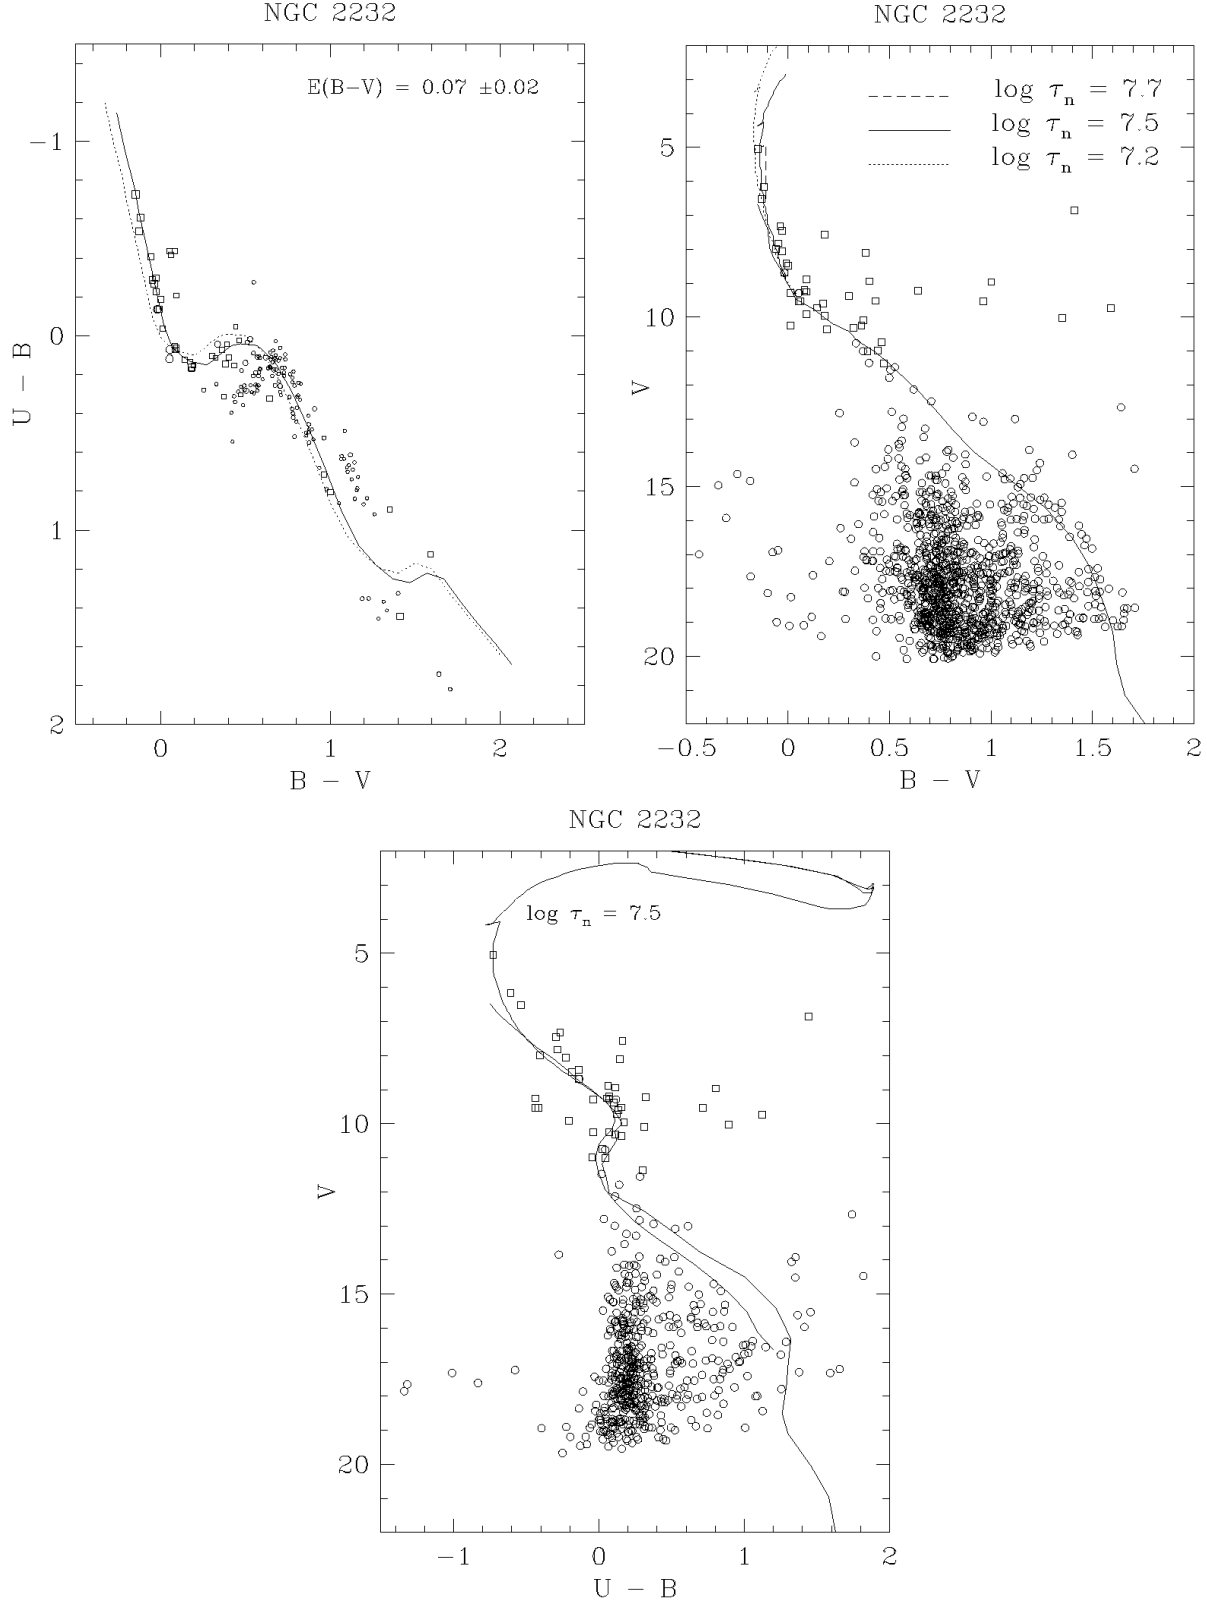 NGC 2232
E(B−V) = 0.07 ±0.02
−1
0
1
2
U − B
0
1
2
B − V
NGC 2232
log τn = 7.7
log τn = 7.5
log τn = 7.2
5
10
15
20
V
−0.5
0
0.5
1
1.5
2
B − V
NGC 2232
log τn = 7.5
5
10
15
20
V
−1
0
1
2
U − B